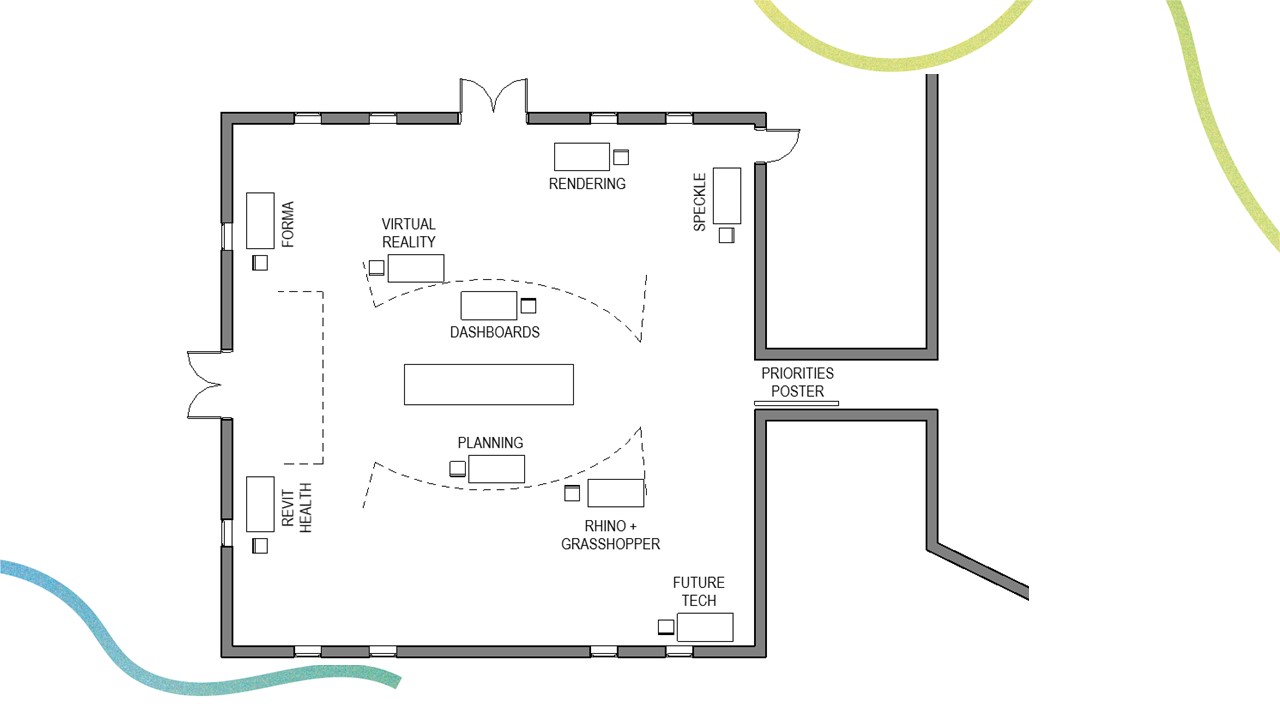 RENDERING
SPECKLE
FORMA
VIRTUAL
REALITY
DASHBOARDS
PRIORITIES
POSTER
PLANNING
REVIT
HEALTH
RHINO +
GRASSHOPPER
FUTURE
TECH